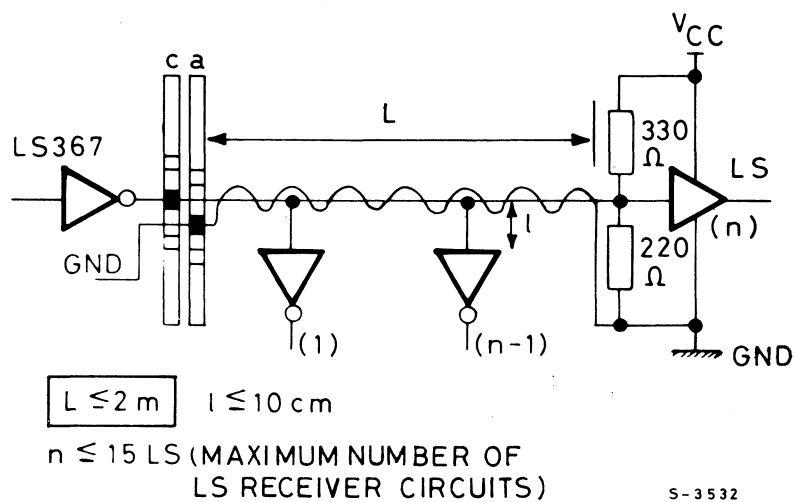 V CC
c a
L
330 Ω
LS367
LS
(n)
l
220 Ω
GND
(1)
(n-1)
GND
L ≦ 2 m l ≦ 10 cm
n ≦ 15 LS (MAXIMUM NUMBER OF
LS RECEIVER CIRCUITS)
S-3532